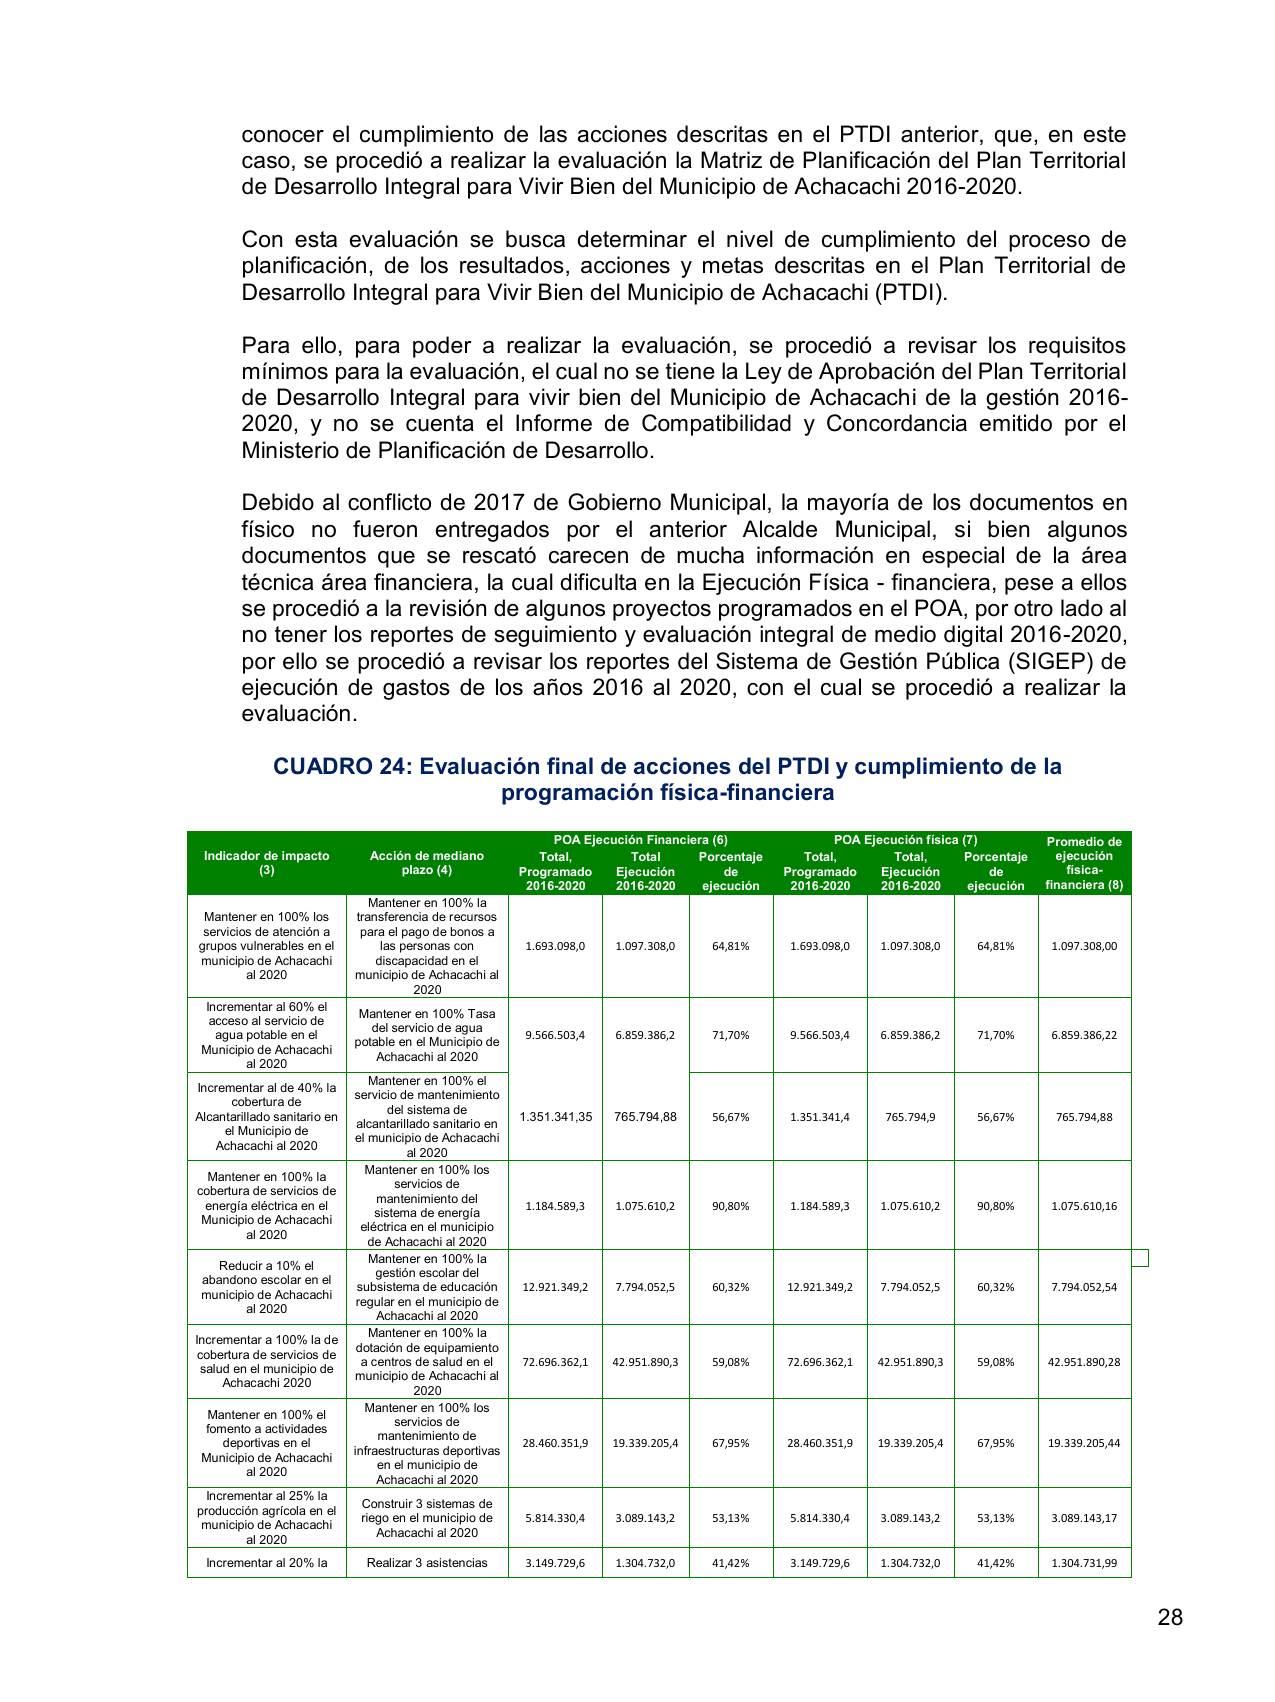 conocer el cumplimiento de las acciones descritas en el PTDI anterior, que, en este
caso, se procedió a realizar la evaluación la Matriz de Planificación del Plan Territorial
de Desarrollo Integral para Vivir Bien del Municipio de Achacachi 2016-2020.
Con esta evaluación se busca determinar el nivel de cumplimiento del proceso de
planificación, de los resultados, acciones y metas descritas en el Plan Territorial de
Desarrollo Integral para Vivir Bien del Municipio de Achacachi (PTDI).
Para ello, para poder a realizar la evaluación, se procedió a revisar los requisitos
mínimos para la evaluación, el cual no se tiene la Ley de Aprobación del Plan Territorial
de Desarrollo Integral para vivir bien del Municipio de Achacachi de la gestión 2016-
2020, y no se cuenta el Informe de Compatibilidad y Concordancia emitido por el
Ministerio de Planificación de Desarrollo.
Debido al conflicto de 2017 de Gobierno Municipal, la mayoría de los documentos en
físico no fueron entregados por el anterior Alcalde Municipal, si bien algunos
documentos que se rescató carecen de mucha información en especial de la área
técnica área financiera, la cual dificulta en la Ejecución Física - financiera, pese a ellos
se procedió a la revisión de algunos proyectos programados en el POA, por otro lado al
no tener los reportes de seguimiento y evaluación integral de medio digital 2016-2020,
por ello se procedió a revisar los reportes del Sistema de Gestión Pública (SIGEP) de
ejecución de gastos de los años 2016 al 2020, con el cual se procedió a realizar la
evaluación.
CUADRO 24: Evaluación final de acciones del PTDI y cumplimiento de la
programación física-financiera
Indicador de impacto
(3)
Acción de mediano
plazo (4)
POA Ejecución Financiera (6)
Total,
Programado
2016-2020
Total
Ejecución
2016-2020
Porcentaje
de
ejecución
POA Ejecución física (7)
Total,
Programado
2016-2020
Total,
Ejecución
2016-2020
Porcentaje
de
ejecución
Promedio de
ejecución
física-
financiera (8)
Mantener en 100% los
servicios de atención a
grupos vulnerables en el
municipio de Achacachi
al 2020
Mantener en 100% la
transferencia de recursos
para el pago de bonos a
las personas con
discapacidad en el
municipio de Achacachi al
2020
1.693.098,0 1.097.308,0 64,81% 1.693.098,0 1.097.308,0 64,81% 1.097.308,00
Incrementar al 60% el
acceso al servicio de
agua potable en el
Municipio de Achacachi
al 2020
Mantener en 100% Tasa
del servicio de agua
potable en el Municipio de
Achacachi al 2020
9.566.503,4 6.859.386,2 71,70% 9.566.503,4 6.859.386,2 71,70% 6.859.386,22
Incrementar al de 40% la
cobertura de
Alcantarillado sanitario en
el Municipio de
Achacachi al 2020
Mantener en 100% el
servicio de mantenimiento
del sistema de
alcantarillado sanitario en
el municipio de Achacachi
al 2020
1.351.341,35 765.794,88 56,67% 1.351.341,4 765.794,9 56,67% 765.794,88
Mantener en 100% la
cobertura de servicios de
energía eléctrica en el
Municipio de Achacachi
al 2020
Mantener en 100% los
servicios de
mantenimiento del
sistema de energía
eléctrica en el municipio
de Achacachi al 2020
1.184.589,3 1.075.610,2 90,80% 1.184.589,3 1.075.610,2 90,80% 1.075.610,16
Reducir a 10% el
abandono escolar en el
municipio de Achacachi
al 2020
Mantener en 100% la
gestión escolar del
subsistema de educación
regular en el municipio de
Achacachi al 2020
12.921.349,2 7.794.052,5 60,32% 12.921.349,2 7.794.052,5 60,32% 7.794.052,54
Incrementar a 100% la de
cobertura de servicios de
salud en el municipio de
Achacachi 2020
Mantener en 100% la
dotación de equipamiento
a centros de salud en el
municipio de Achacachi al
2020
72.696.362,1 42.951.890,3 59,08% 72.696.362,1 42.951.890,3 59,08% 42.951.890,28
Mantener en 100% el
fomento a actividades
deportivas en el
Municipio de Achacachi
al 2020
Mantener en 100% los
servicios de
mantenimiento de
infraestructuras deportivas
en el municipio de
Achacachi al 2020
28.460.351,9 19.339.205,4 67,95% 28.460.351,9 19.339.205,4 67,95% 19.339.205,44
Incrementar al 25% la
producción agrícola en el
municipio de Achacachi
al 2020
Construir 3 sistemas de
riego en el municipio de
Achacachi al 2020
5.814.330,4 3.089.143,2 53,13% 5.814.330,4 3.089.143,2 53,13% 3.089.143,17
Incrementar al 20% la
Realizar 3 asistencias
3.149.729,6 1.304.732,0 41,42% 3.149.729,6 1.304.732,0 41,42% 1.304.731,99
28